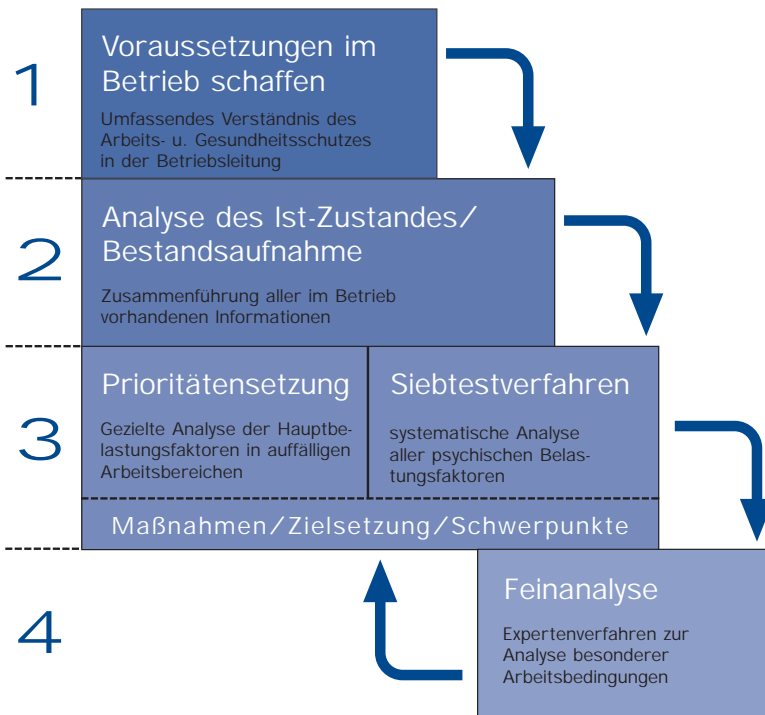 1
Voraussetzungen im
Betrieb schaffen
Umfassendes Verständnis des
Arbeits- u. Gesundheitsschutzes
in der Betriebsleitung
2
Analyse des Ist-Zustandes/
Bestandsaufnahme
Zusammenführung aller im Betrieb
vorhandenen Informationen
3
Prioritätensetzung
Gezielte Analyse der Hauptbe-
lastungsfaktoren in auffälligen
Arbeitsbereichen
Siebtestverfahren
systematische Analyse
aller psychischen Belas-
tungsfaktoren
Maßnahmen/Zielsetzung/Schwerpunkte
4
Feinanalyse
Expertenverfahren zur
Analyse besonderer
Arbeitsbedingungen